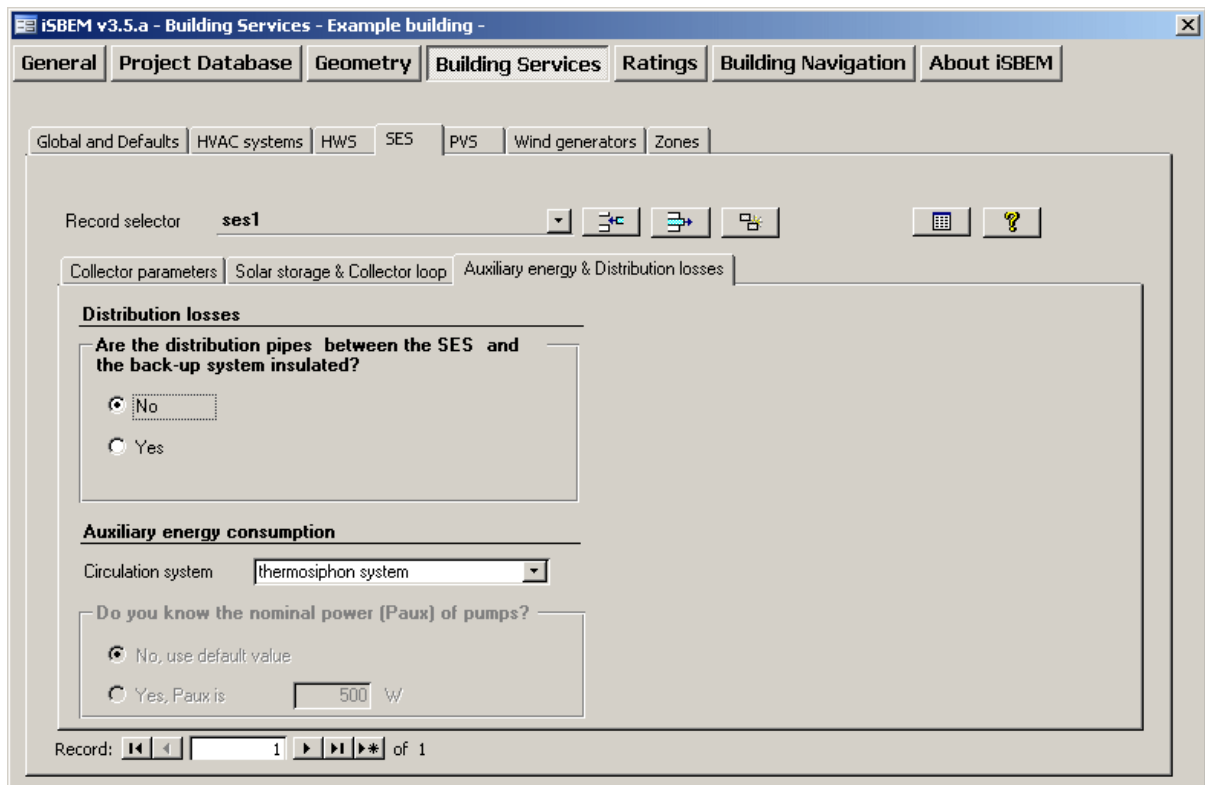 iSBEM v3.5.a - Building Services - Example building -
General Project Database Geometry Building Services Ratings Building Navigation About iSBEM
Global and Defaults HVAC systems HWS SES PVS Wind generators Zones
Record selector ses1
Collector parameters Solar storage & Collector loop Auxiliary energy & Distribution losses
Distribution losses
Are the distribution pipes between the SES and
the back-up system insulated?
No
Yes
Auxiliary energy consumption
Circulation system thermosiphon system
Do you know the nominal power (Paux) of pumps?
No, use default value
Yes, Paux is 500 W
Record: 1 of 1